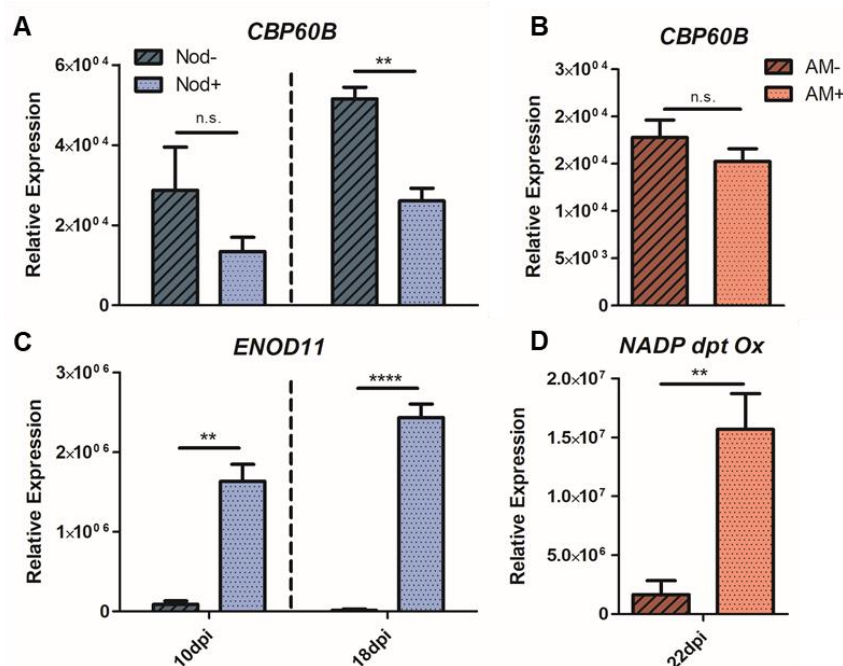 A
CBP60B
Nod-
Nod+
Relative Expression
6×10⁰⁴
4×10⁰⁴
2×10⁰⁴
0
n.s.
**
B
CBP60B
AM-
AM+
Relative Expression
3×10⁰⁴
2×10⁰⁴
2×10⁰⁴
1×10⁰⁴
5×10⁰³
0
n.s.
C
ENOD11
Relative Expression
3×10⁰⁶
2×10⁰⁶
1×10⁰⁶
0
**
****
10dpi
18dpi
D
NADP dpt Ox
Relative Expression
2.0×10⁷
1.5×10⁷
1.0×10⁷
5.0×10⁶
0
**
22dpi